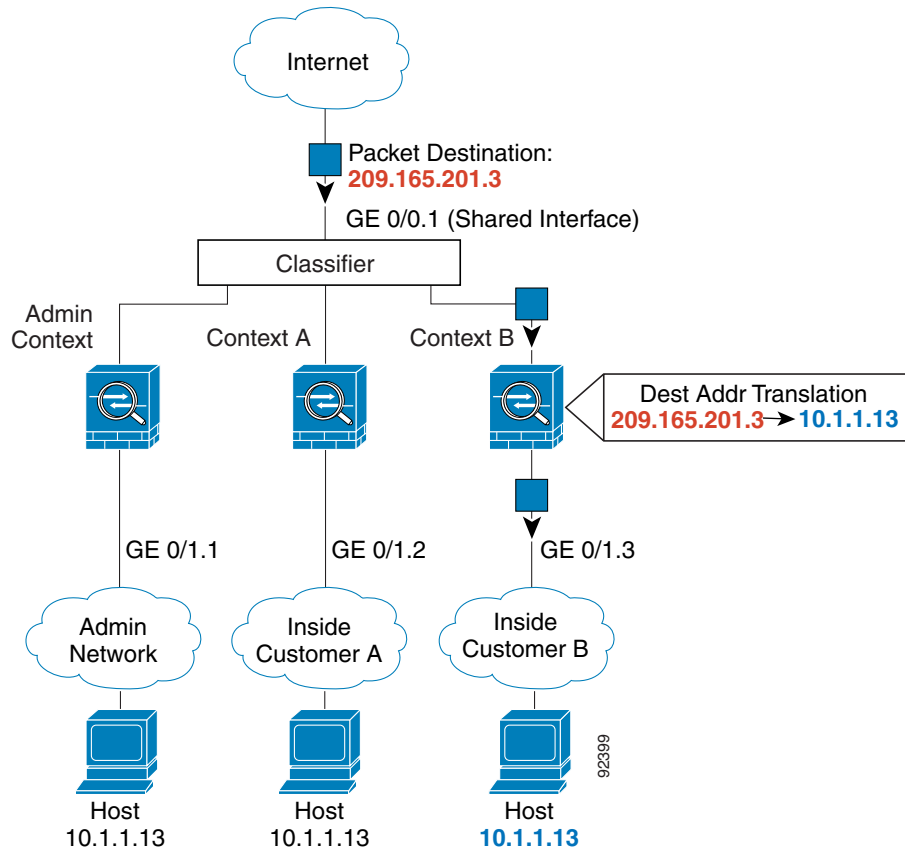 Internet
Packet Destination:
209.165.201.3
GE 0/0.1 (Shared Interface)
Classifier
Admin
Context
Context A
Context B
Dest Addr Translation
209.165.201.3 10.1.1.13
GE 0/1.1
GE 0/1.2
GE 0/1.3
Admin
Network
Inside
Customer A
Inside
Customer B
92399
Host
10.1.1.13
Host
10.1.1.13
Host
10.1.1.13